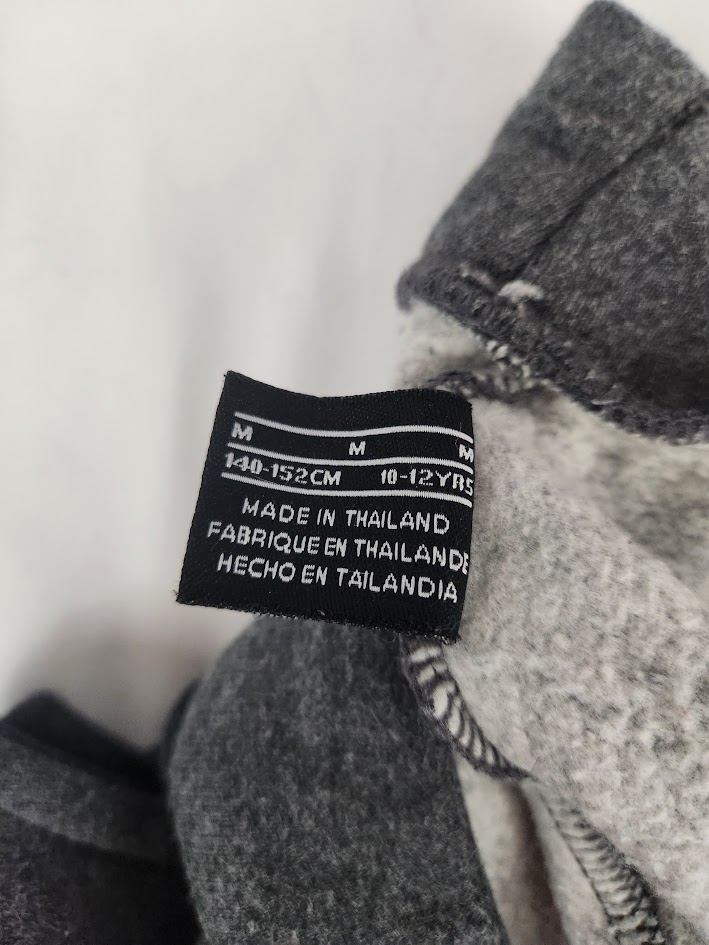 M M M
140-152CM 10-12YRS
MADE IN THAILAND
FABRIQUE EN THAILANDE
HECHO EN TAILANDIA